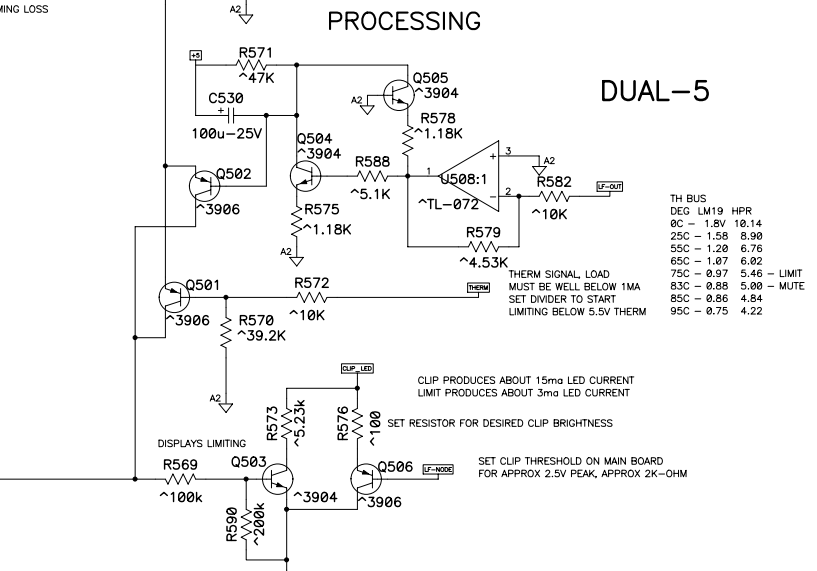 MING LOSS
A2
PROCESSING
+5
R571
^47K
Q505
^3904
A2
DUAL-5
C530
+
100u-25V
R578
^1.18K
Q504
^3904
3
+
A2
Q502
^3906
R588
^5.1K
1
U508:1
^TL-072
2
-
R582
^10K
LF-OUT
R575
^1.18K
A2
R579
^4.53K
TH BUS
DEG LM19 HPR
0C - 1.8V 10.14
25C - 1.58 8.90
55C - 1.20 6.76
65C - 1.07 6.02
75C - 0.97 5.46 - LIMIT
83C - 0.88 5.00 - MUTE
85C - 0.86 4.84
95C - 0.75 4.22
Q501
^3906
R572
^10K
THERM
THERM SIGNAL, LOAD
MUST BE WELL BELOW 1MA
SET DIVIDER TO START
LIMITING BELOW 5.5V THERM
R570
^39.2K
A2
CLIP_LED
CLIP PRODUCES ABOUT 15ma LED CURRENT
LIMIT PRODUCES ABOUT 3ma LED CURRENT
R573
^5.23k
R576
^100
SET RESISTOR FOR DESIRED CLIP BRIGHTNESS
DISPLAYS LIMITING
R569
^100k
Q503
^3904
Q506
^3906
LF-NODE
SET CLIP THRESHOLD ON MAIN BOARD
FOR APPROX 2.5V PEAK, APPROX 2K-OHM
R590
^200k